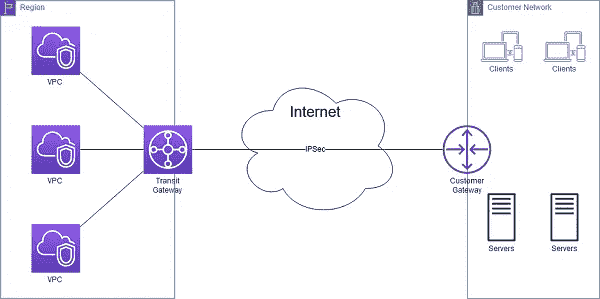 Region
Customer Network
VPC
Clients
Clients
Internet
VPC
Transit
Gateway
IPSec
Customer
Gateway
VPC
Servers
Servers